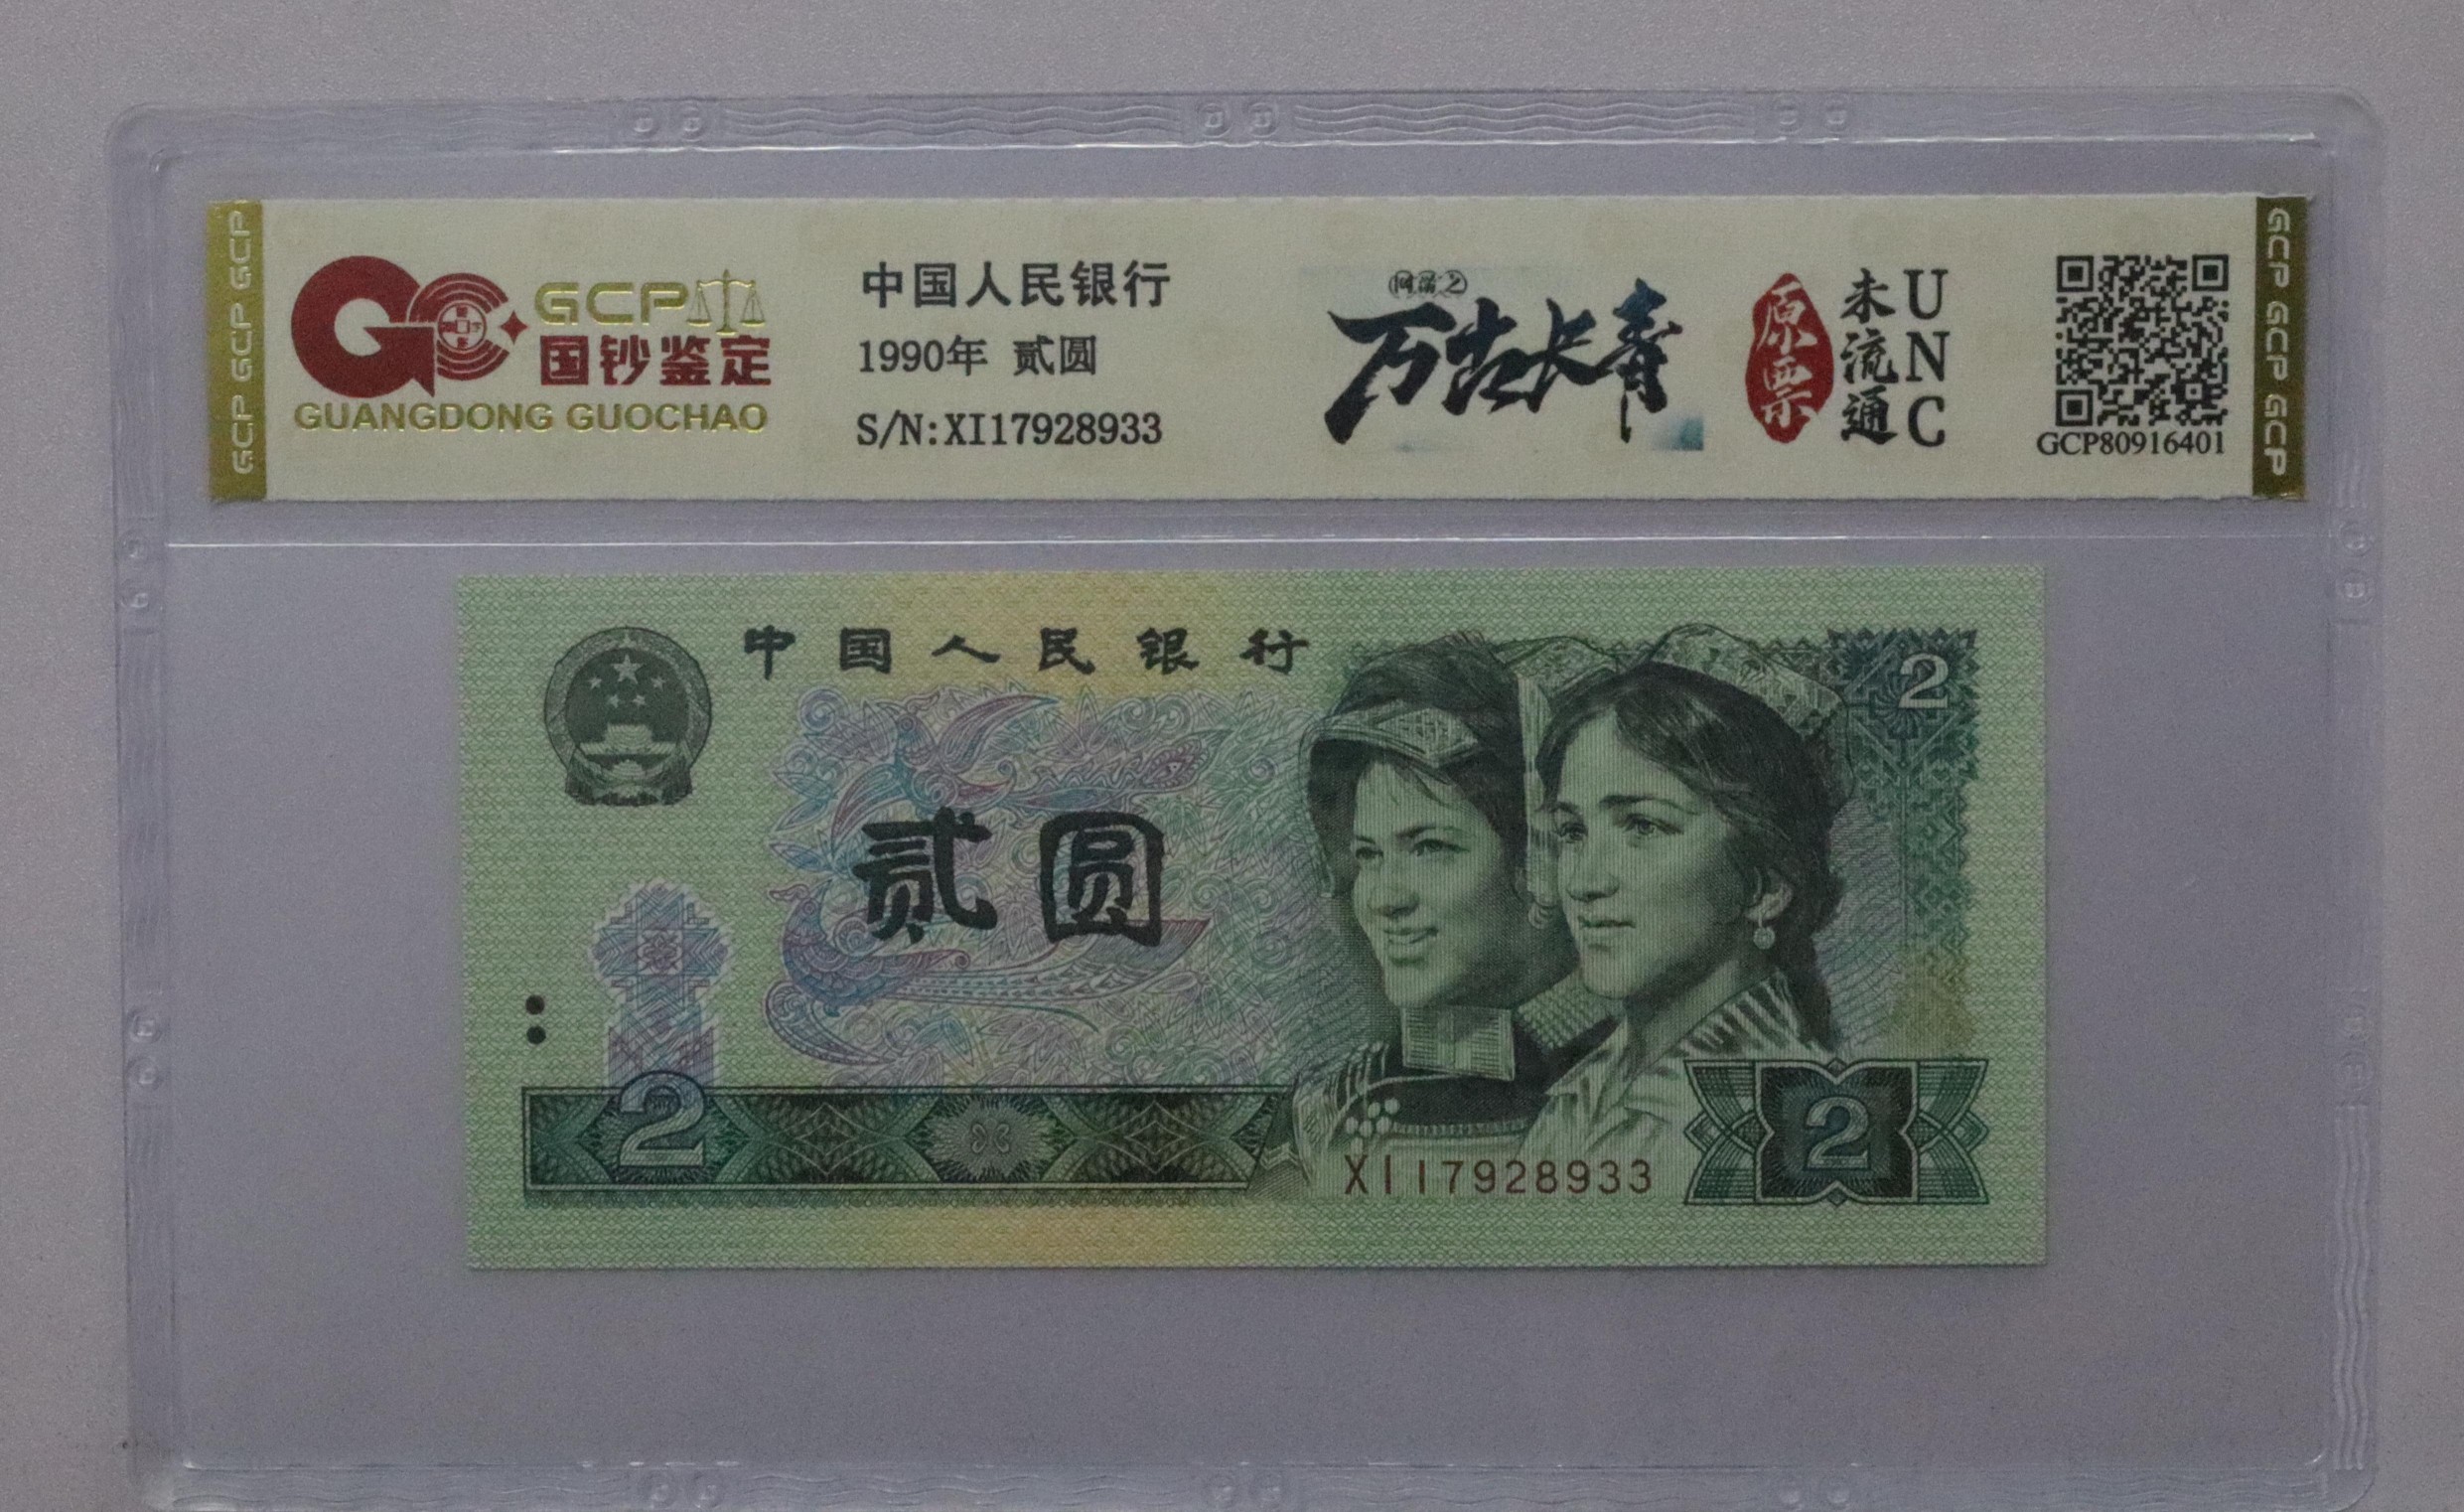 GCP GCP GCP
GCP
国钞鉴定
GUANGDONG GUOCHAO
中国人民银行
1990年 贰圆
S/N:XI17928933
万古长青
原票
未流通
UNC
GCP80916401
GCP GCP GCP
中国人民银行
2
贰圆
2
XI17928933
2